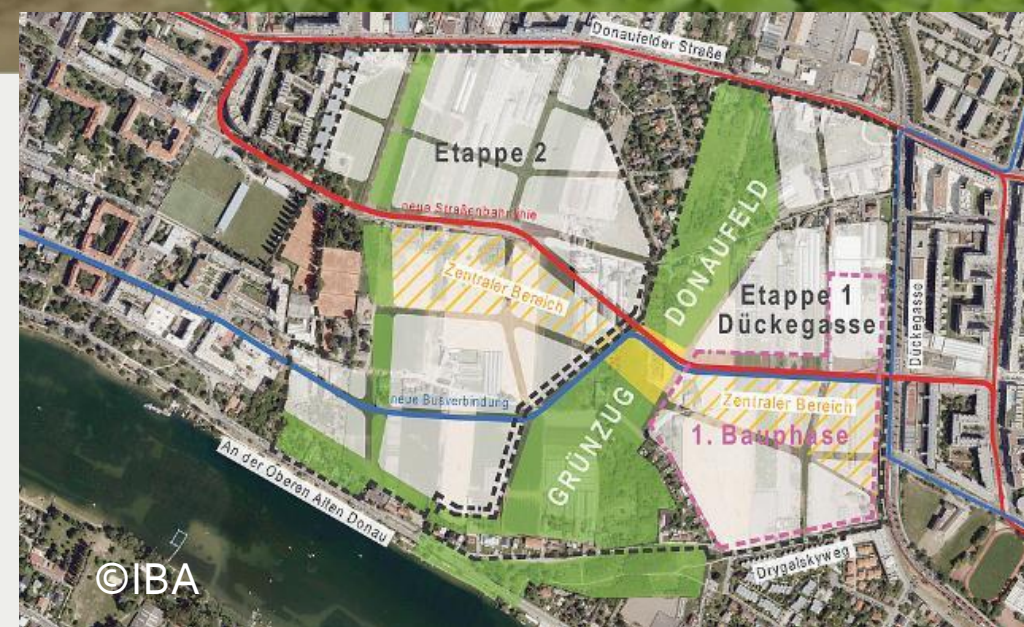 Donaufelder Straße
Etappe 2
neue Straßenbahnlinie
Zentraler Bereich
DONAUFELD
Etappe 1
Dückegasse
Dückegasse
neue Busverbindung
GRÜNZUG
Zentraler Bereich
1. Bauphase
An der Oberen Alten Donau
Drygalskyweg
©IBA